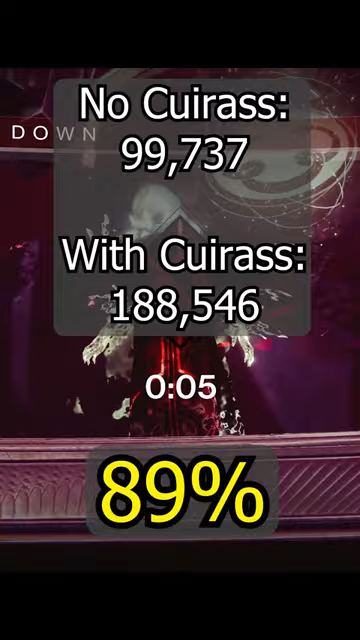 No Cuirass:
DOWN
99,737
With Cuirass:
188,546
0:05
89%